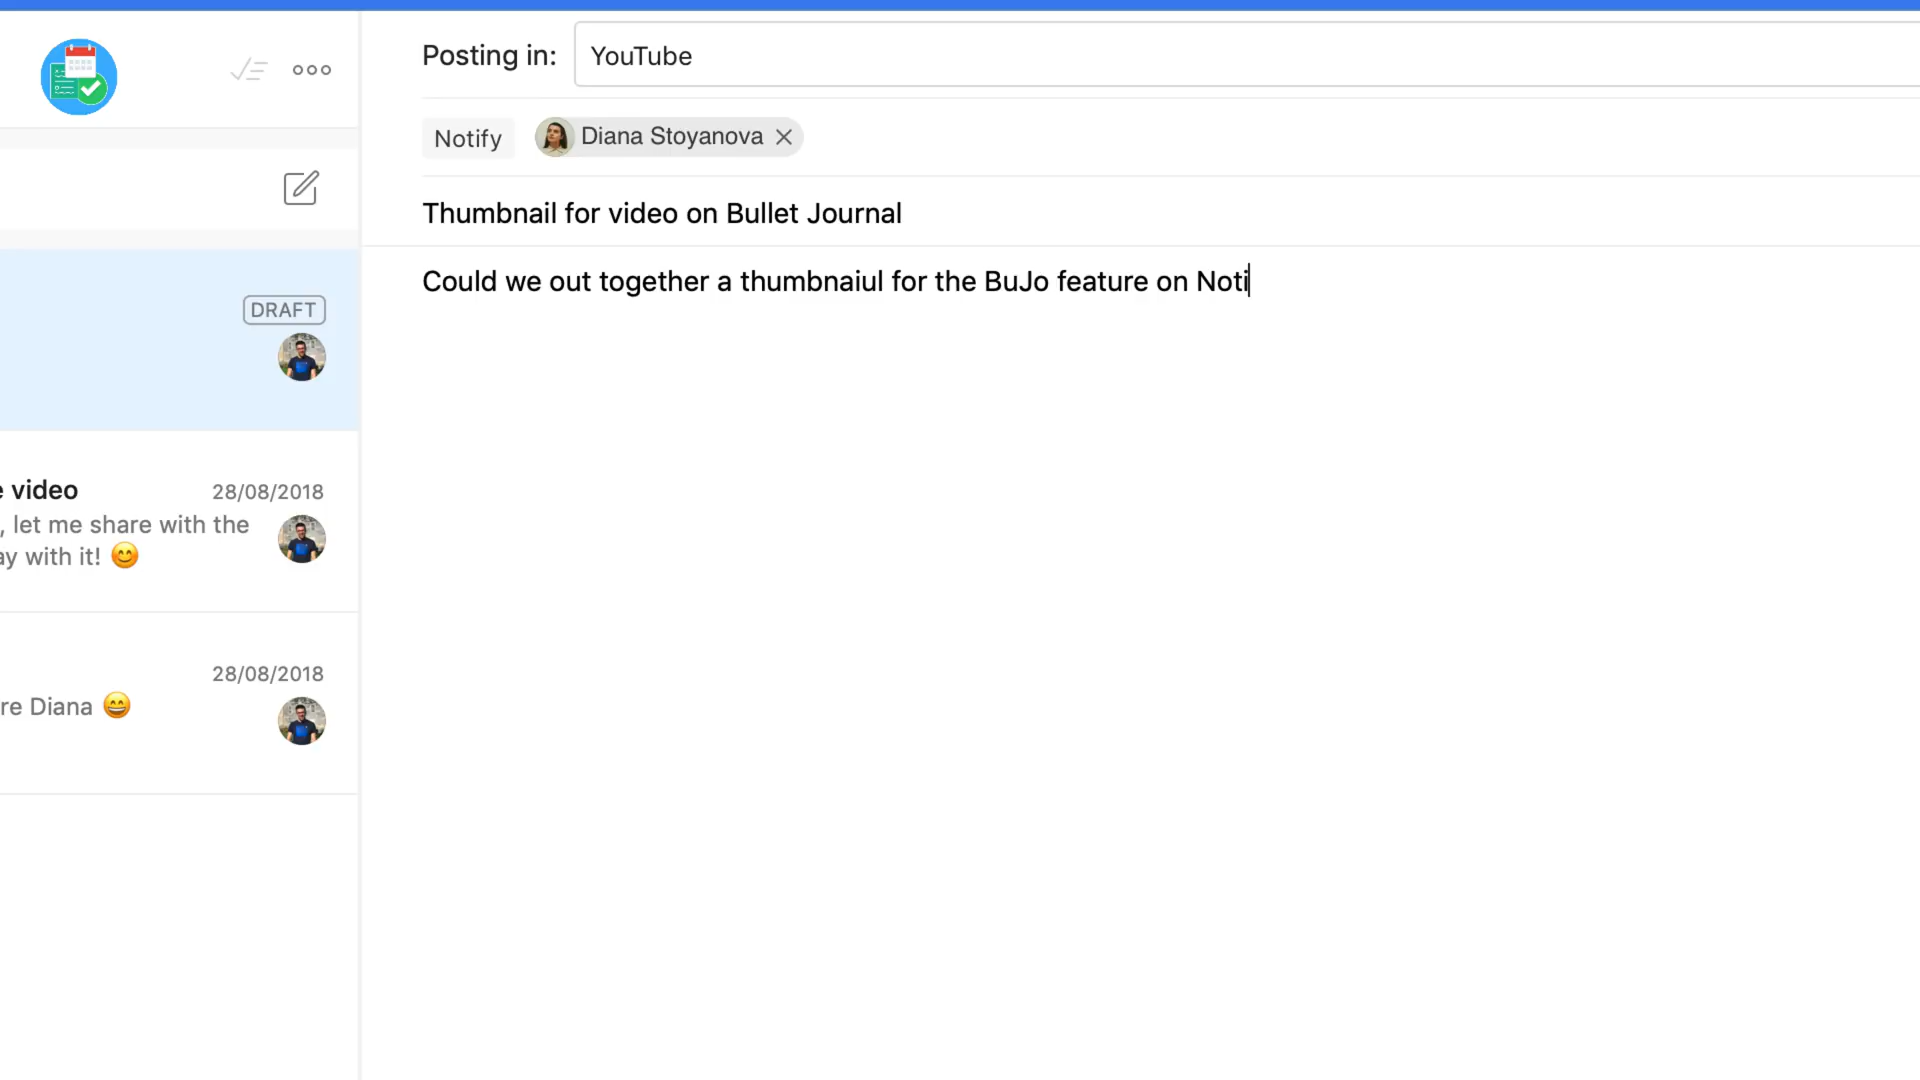 Posting in: YouTube
Notify Diana Stoyanova
Thumbnail for video on Bullet Journal
Could we out together a thumbnaiul for the BuJo feature on Noti
DRAFT
video 28/08/2018
, let me share with the
with it! 😊
28/08/2018
re Diana 😄